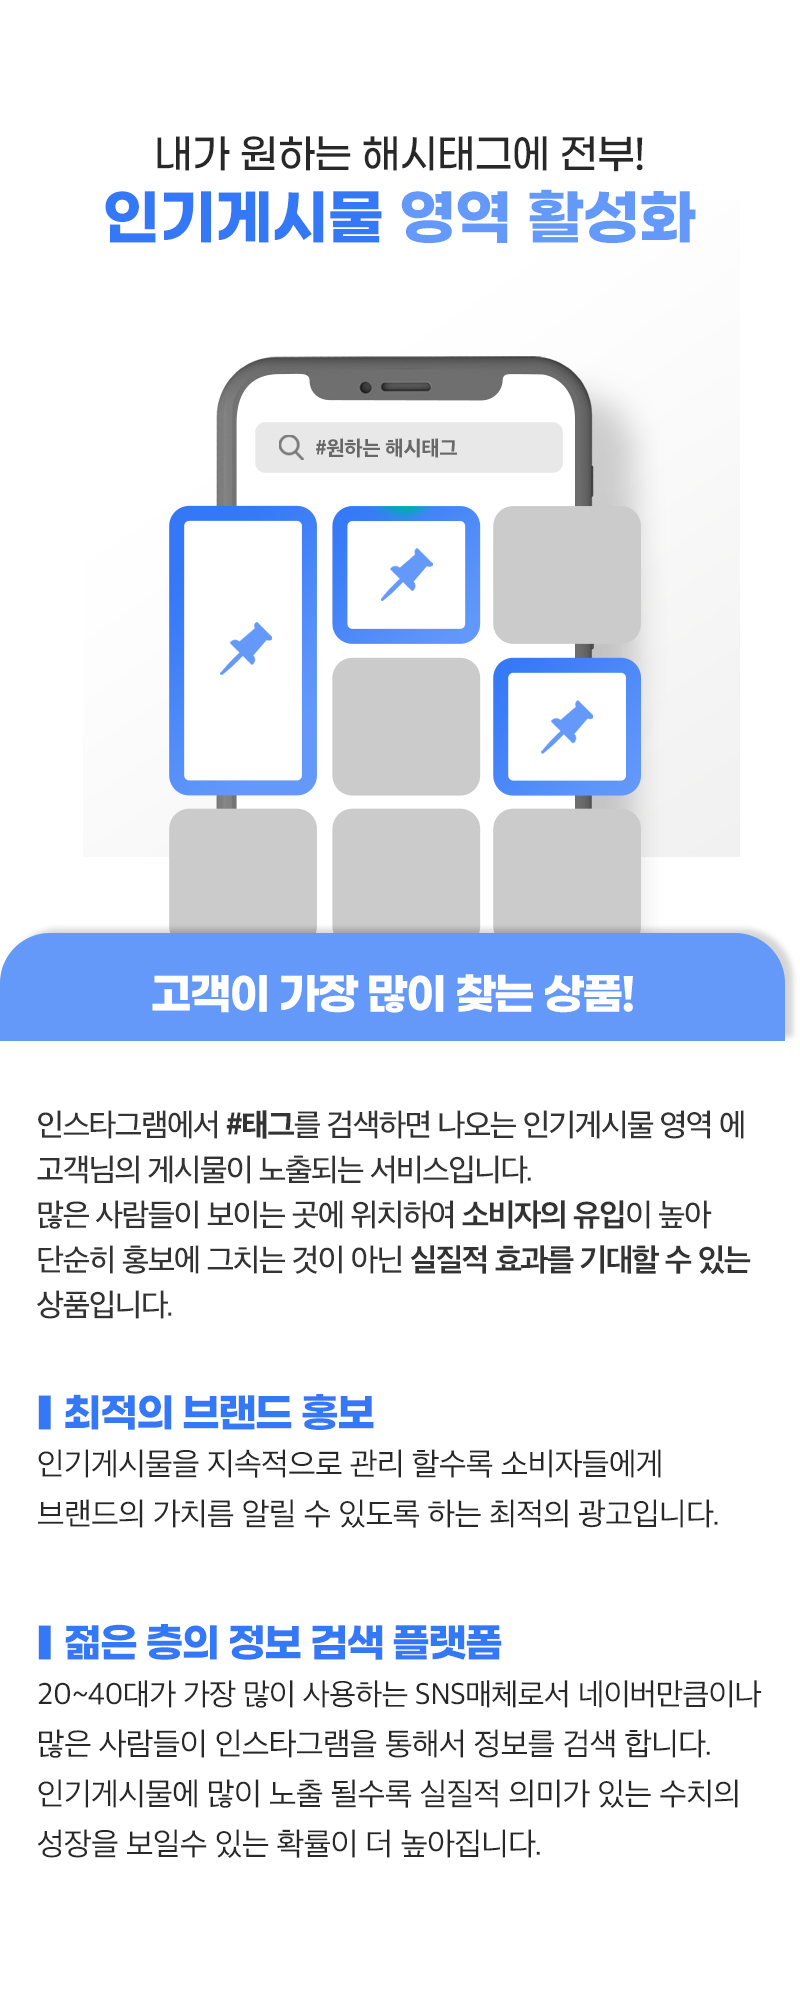 내가 원하는 해시태그에 전부!
인기게시물 영역 활성화
#원하는 해시태그
고객이 가장 많이 찾는 상품!
인스타그램에서 #태그를 검색하면 나오는 인기게시물 영역 에
고객님의 게시물이 노출되는 서비스입니다.
많은 사람들이 보이는 곳에 위치하여 소비자의 유입이 높아
단순히 홍보에 그치는 것이 아닌 실질적 효과를 기대할 수 있는
상품입니다.
최적의 브랜드 홍보
인기게시물을 지속적으로 관리 할수록 소비자들에게
브랜드의 가치름 알릴 수 있도록 하는 최적의 광고입니다.
젊은 층의 정보 검색 플랫폼
20~40대가 가장 많이 사용하는 SNS매체로서 네이버만큼이나
많은 사람들이 인스타그램을 통해서 정보를 검색 합니다.
인기게시물에 많이 노출 될수록 실질적 의미가 있는 수치의
성장을 보일수 있는 확률이 더 높아집니다.